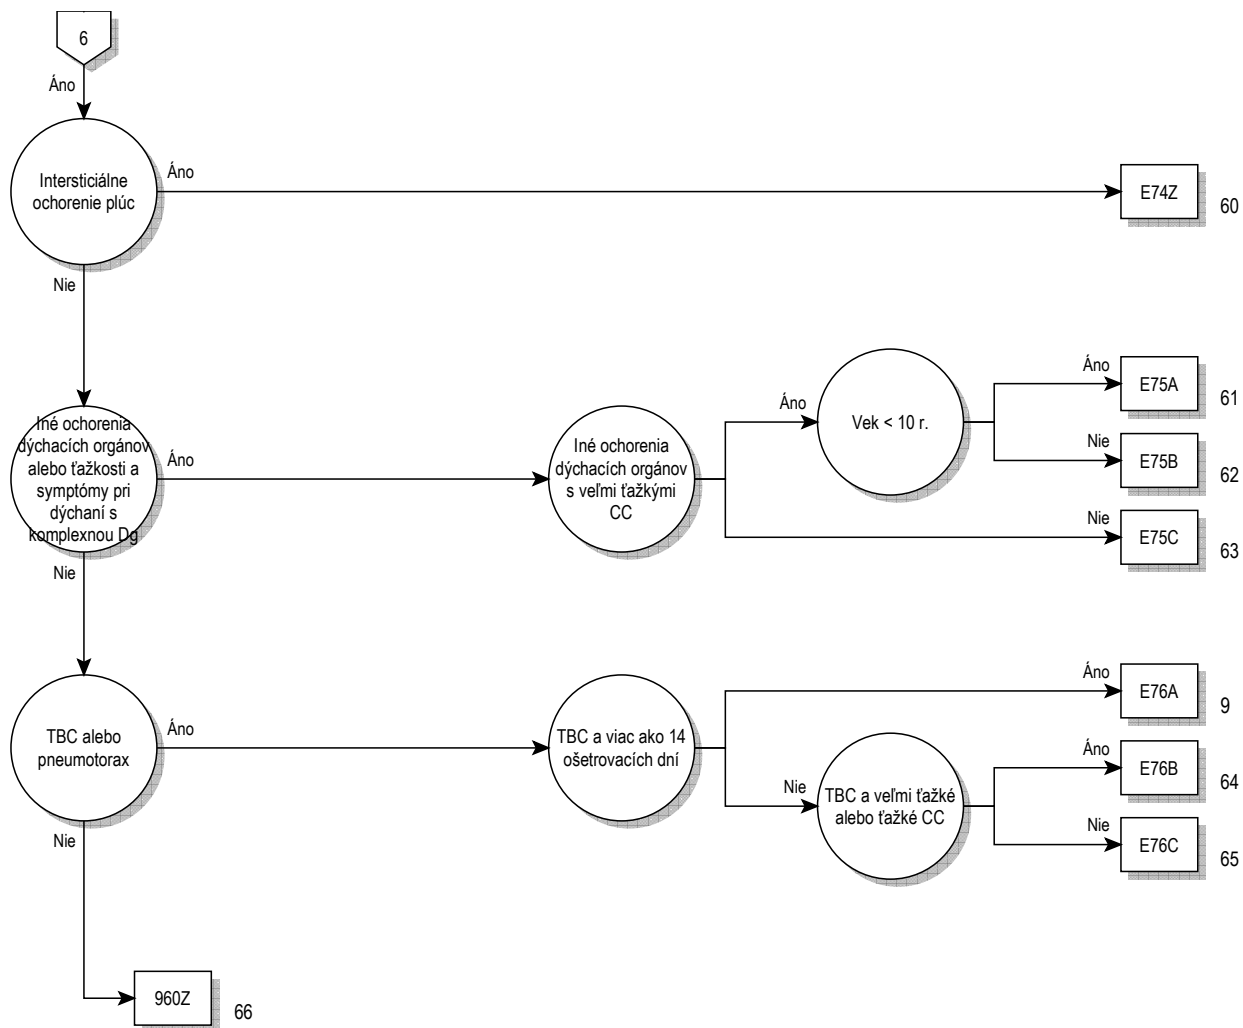 6
Áno
Intersticiálne
ochorenie plúc
Áno
E74Z
60
Nie
Iné ochorenia
dýchacích orgánov
alebo ťažkosti a
symptómy pri
dýchaní s
komplexnou Dg
Áno
Iné ochorenia
dýchacích orgánov
s veľmi ťažkými
CC
Áno
Vek < 10 r.
Áno
E75A
61
Nie
E75B
62
Nie
E75C
63
Nie
TBC alebo
pneumotorax
Áno
TBC a viac ako 14
ošetrovacích dní
Áno
E76A
9
Nie
TBC a veľmi ťažké
alebo ťažké CC
Áno
E76B
64
Nie
E76C
65
Nie
960Z
66